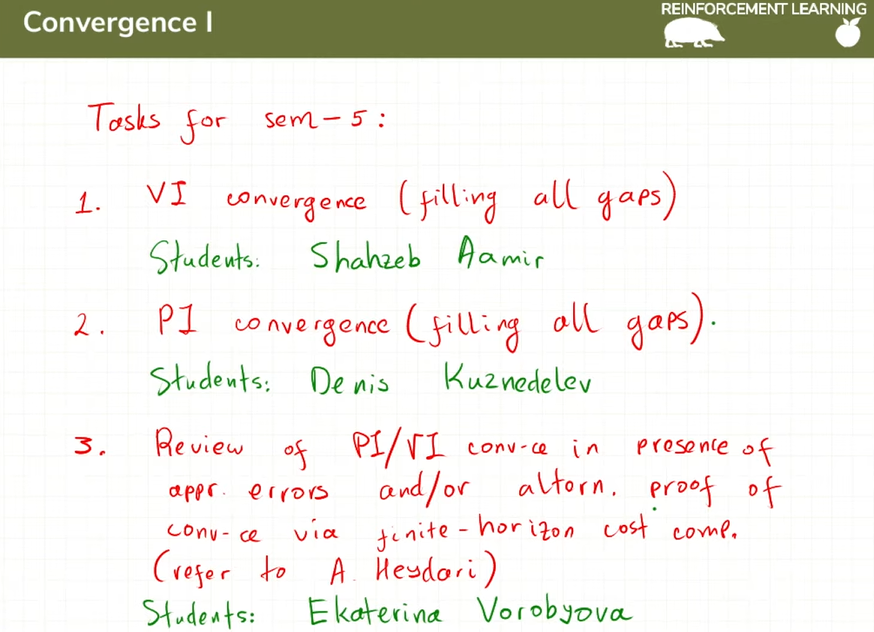 Convergence I
REINFORCEMENT LEARNING
Tasks for sem-5:
1. VI convergence (filling all gaps)
Students: Shahzeb Aamir
2. PI convergence (filling all gaps).
Students: Denis Kuznedelev
3. Review of PI/VI conv-ce in presence of
appr. errors and/or altern. proof of
conv-ce via finite-horizon cost comp.
(refer to A. Heydari)
Students: Ekaterina Vorobyova